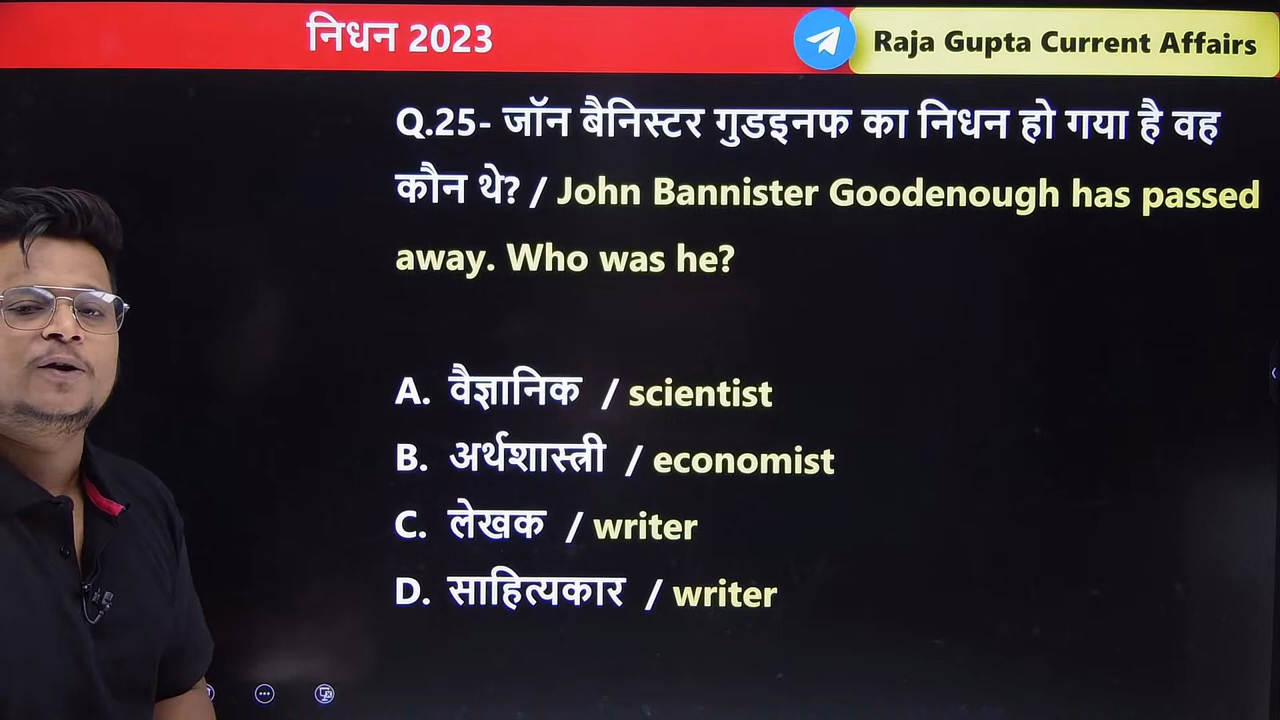 निधन 2023
Raja Gupta Current Affairs
Q.25- जॉन बैनिस्टर गुडइनफ का निधन हो गया है वह
कौन थे? / John Bannister Goodenough has passed
away. Who was he?
A. वैज्ञानिक / scientist
B. अर्थशास्त्री / economist
C. लेखक / writer
D. साहित्यकार / writer